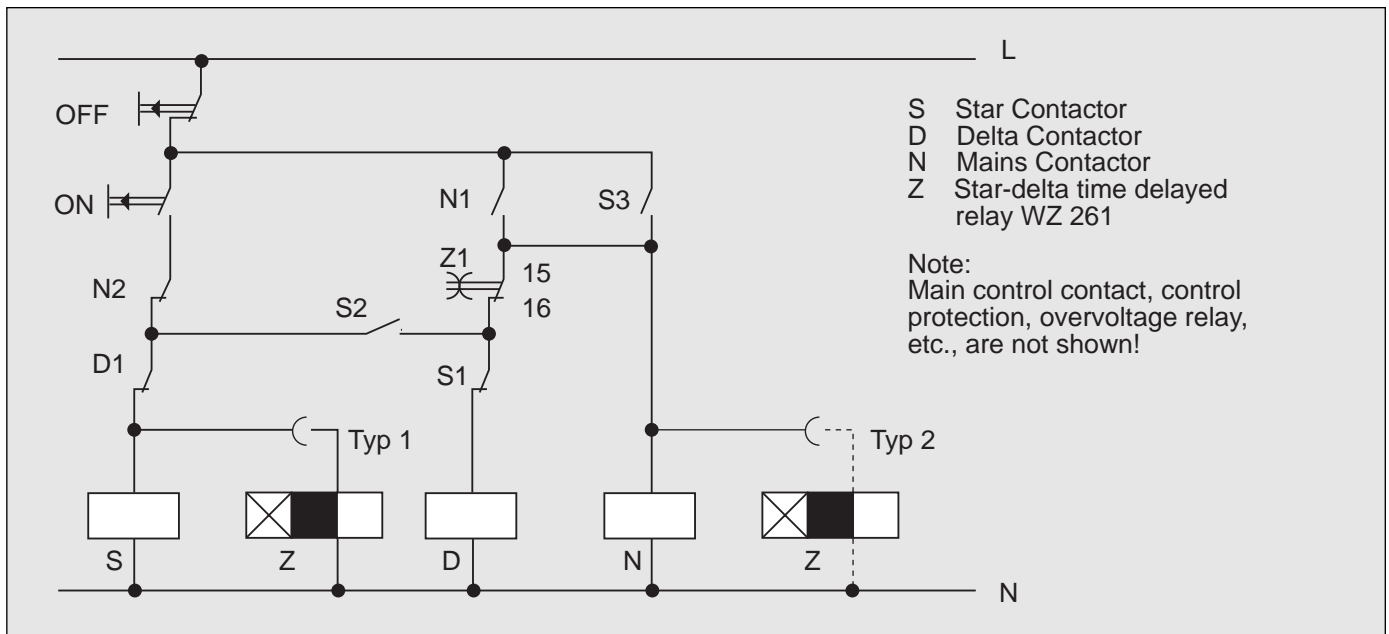 L
OFF
S Star Contactor
D Delta Contactor
N Mains Contactor
Z Star-delta time delayed
relay WZ 261
ON
N1
S3
Z1
15
16
Note:
Main control contact, control
protection, overvoltage relay,
etc., are not shown!
N2
S2
D1
S1
Typ 1
Typ 2
S
Z
D
N
Z
N